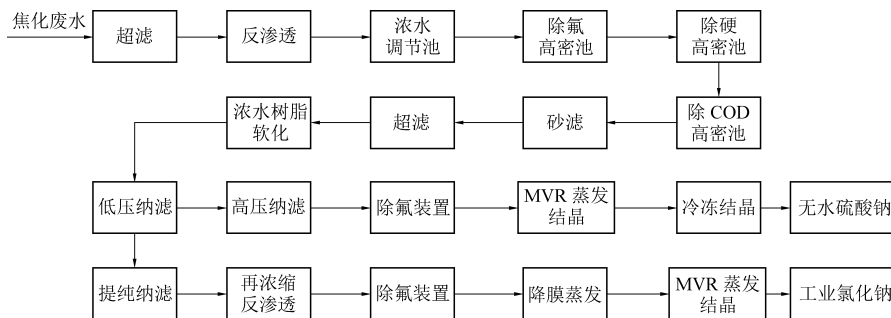 焦化废水
超滤
反渗透
浓水
调节池
除氟
高密池
除硬
高密池
除 COD
高密池
砂滤
超滤
浓水树脂
软化
低压纳滤
高压纳滤
除氟装置
MVR 蒸发
结晶
冷冻结晶
无水硫酸钠
提纯纳滤
再浓缩
反渗透
除氟装置
降膜蒸发
MVR 蒸发
结晶
工业氯化钠